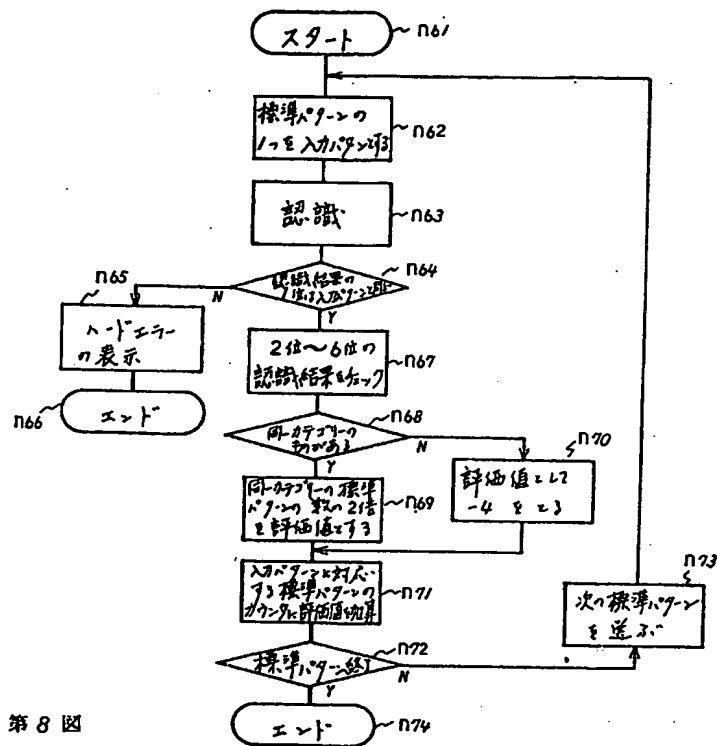 スタート
n61
標準パターンの
1つを入力パターンとする
n62
認識
n63
認識結果の
1位は入力パターンと同じ
n64
N
Y
n65
ハードエラー
の表示
エンド
n66
2位〜6位の
認識結果をチェック
n67
同一カテゴリーの
ものがある
n68
N
Y
n70
評価値として
-4をとる
同一カテゴリーの標準
パターンの数の2倍
を評価値とする
n69
入力パターンに対応
する標準パターンの
カウンタに評価値を加算
n71
n73
次の標準パターン
を選ぶ
標準パターン終了
n72
N
Y
エンド
n74
第8図